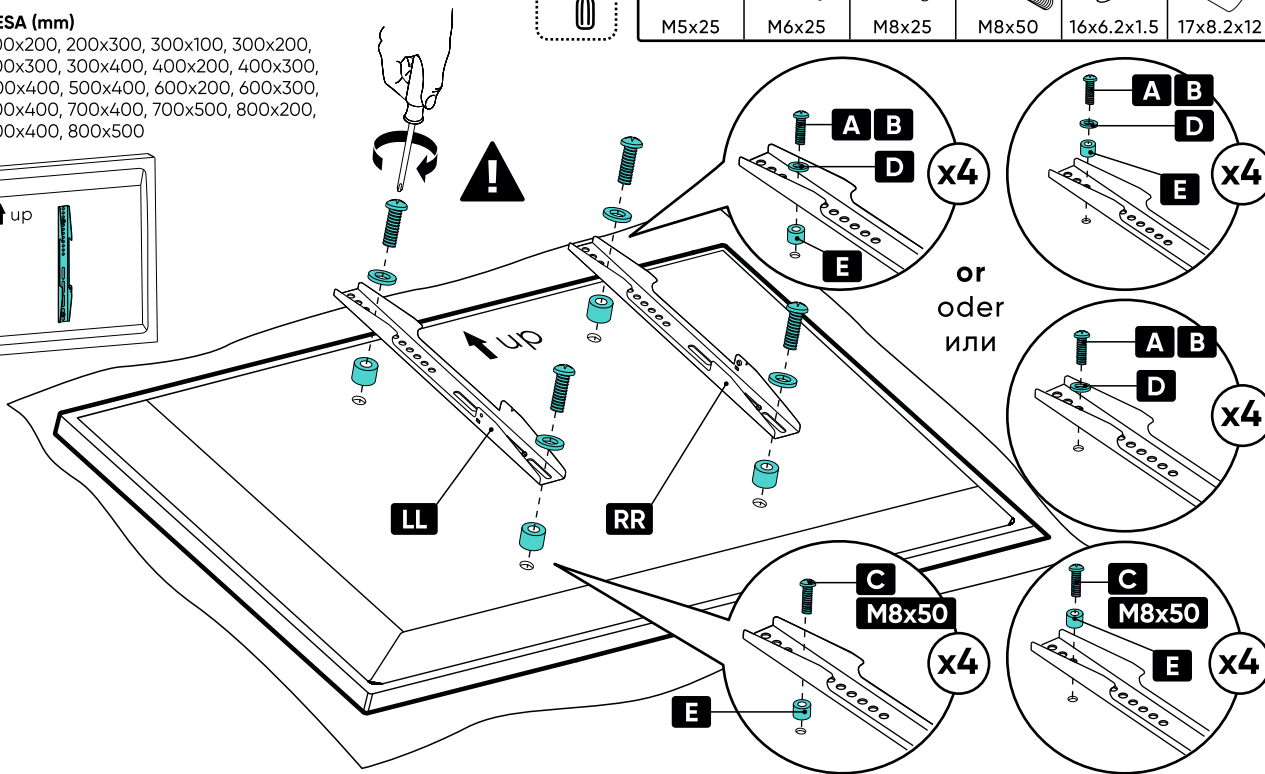 ESA (mm)
00x200, 200x300, 300x100, 300x200,
00x300, 300x400, 400x200, 400x300,
00x400, 500x400, 600x200, 600x300,
00x400, 700x400, 700x500, 800x200,
00x400, 800x500
M5x25 M6x25 M8x25 M8x50 16x6.2x1.5 17x8.2x12
up
!
up
LL
RR
A B
D
E
x4
A B
D
E
x4
or
oder
или
A B
D
x4
C
M8x50
E
x4
C
M8x50
E
x4